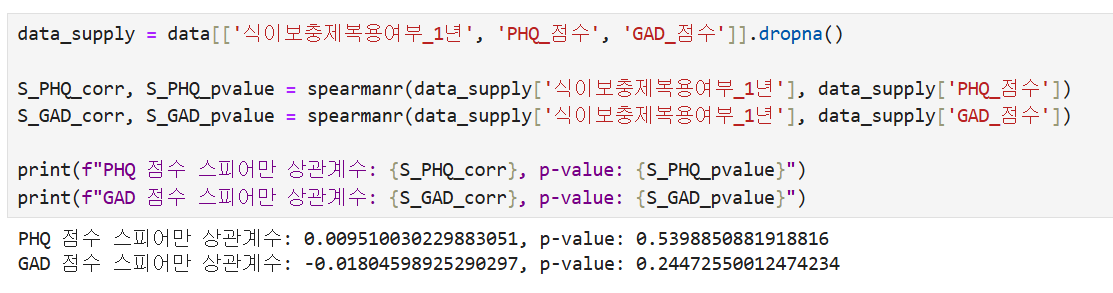 data_supply = data[['식이보충제복용여부_1년', 'PHQ_점수', 'GAD_점수']].dropna()
S_PHQ_corr, S_PHQ_pvalue = spearmanr(data_supply['식이보충제복용여부_1년'], data_supply['PHQ_점수'])
S_GAD_corr, S_GAD_pvalue = spearmanr(data_supply['식이보충제복용여부_1년'], data_supply['GAD_점수'])
print(f"PHQ 점수 스피어만 상관계수: {S_PHQ_corr}, p-value: {S_PHQ_pvalue}")
print(f"GAD 점수 스피어만 상관계수: {S_GAD_corr}, p-value: {S_GAD_pvalue}")
PHQ 점수 스피어만 상관계수: 0.009510030229883051, p-value: 0.5398850881918816
GAD 점수 스피어만 상관계수: -0.01804598925290297, p-value: 0.24472550012474234